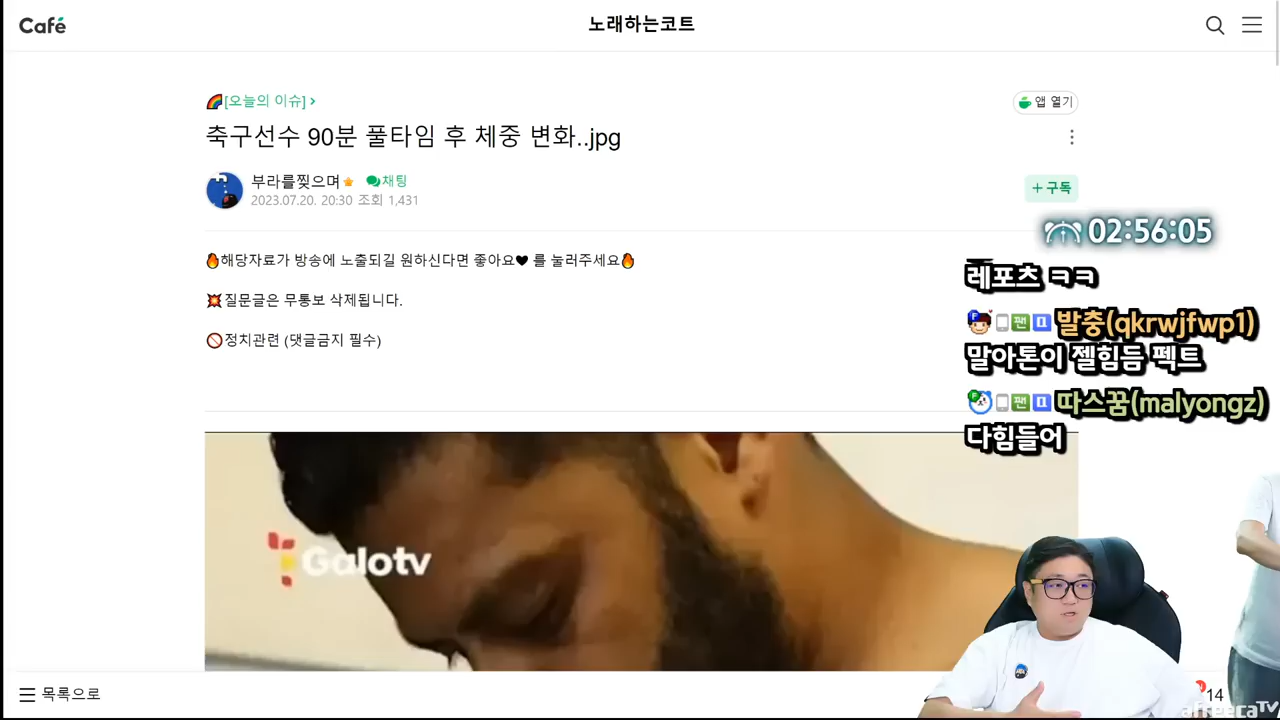 Café
노래하는코트
[오늘의 이슈] >
앱 열기
축구선수 90분 풀타임 후 체중 변화..jpg
부라를찢으며
채팅
2023.07.20. 20:30 조회 1,431
+ 구독
02:56:05
해당자료가 방송에 노출되길 원하신다면 좋아요🖤 를 눌러주세요
레포츠 ㅋㅋ
질문글은 무통보 삭제됩니다.
팬 발충(qkrwjfwp1)
정치관련 (댓글금지 필수)
말아톤이 젤힘듬 펙트
팬 따스꿈(malyongz)
다힘들어
Galotv
목록으로
14
afreecaTV